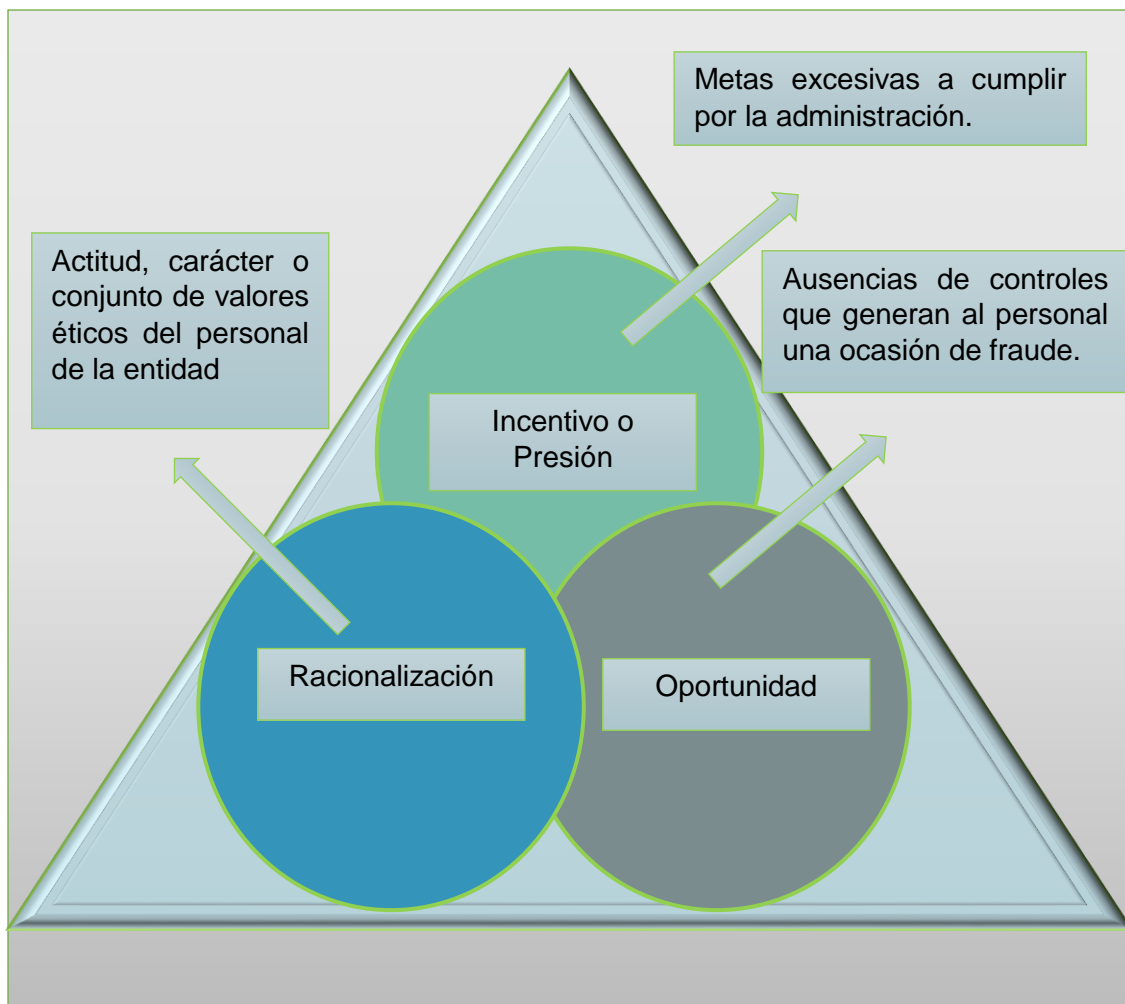 Metas excesivas a cumplir
por la administración.
Actitud, carácter o
conjunto de valores
éticos del personal
de la entidad
Ausencias de controles
que generan al personal
una ocasión de fraude.
Incentivo o
Presión
Racionalización
Oportunidad